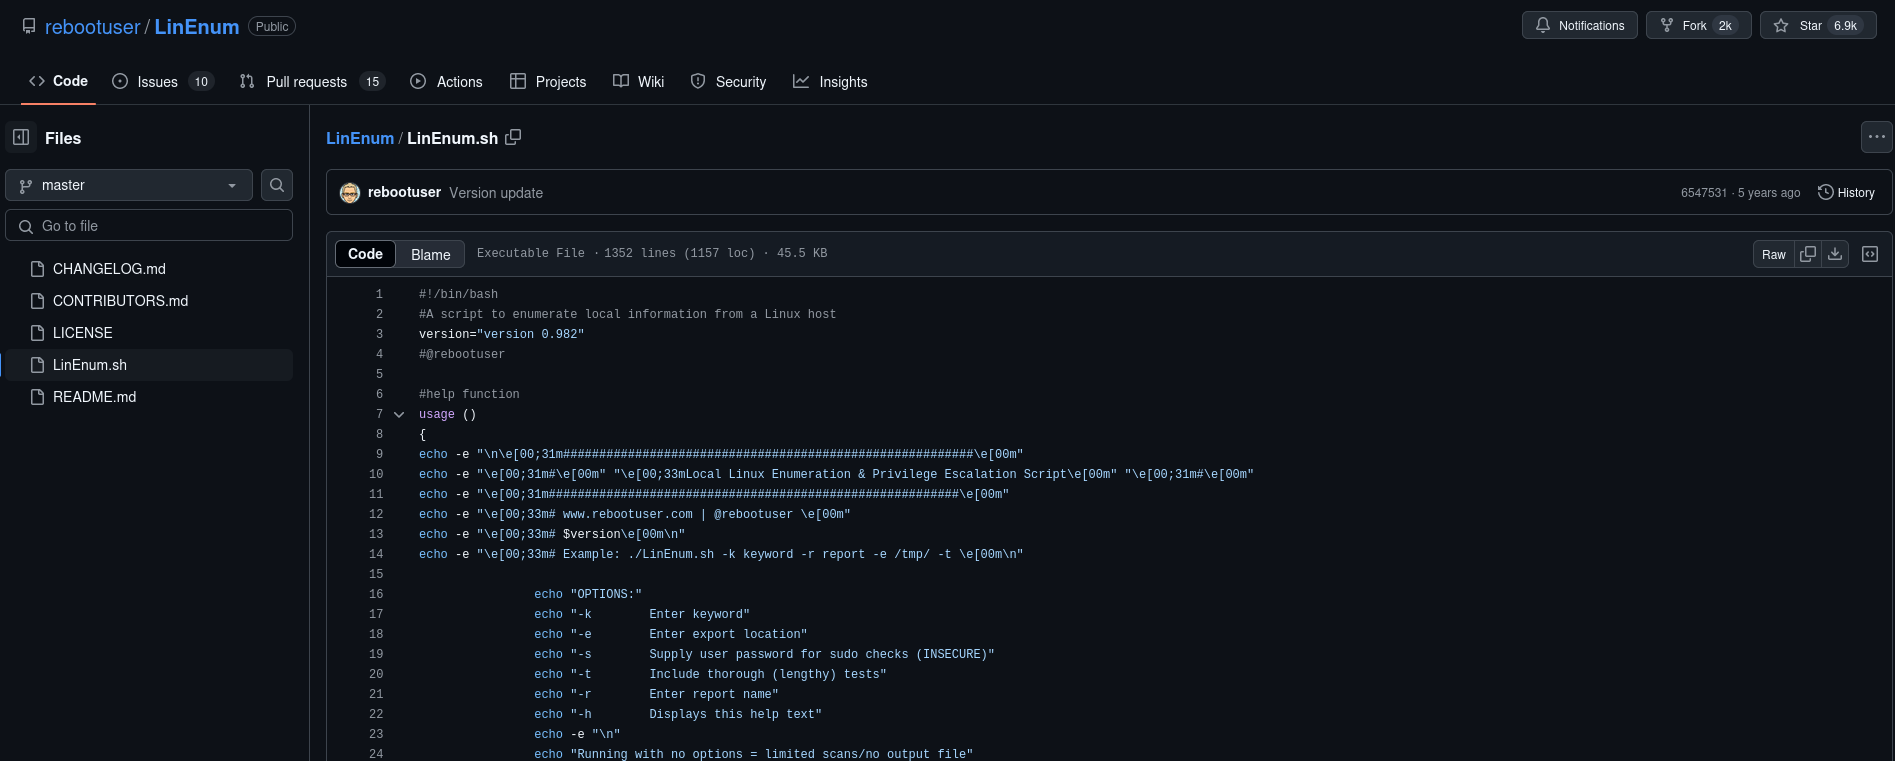 rebootuser / LinEnum Public
Notifications Fork 2k Star 6.9k
Code Issues 10 Pull requests 15 Actions Projects Wiki Security Insights
Files
LinEnum / LinEnum.sh
master
rebootuser Version update 6547531 · 5 years ago History
Go to file
Code Blame Executable File · 1352 lines (1157 loc) · 45.5 KB Raw
CHANGELOG.md
CONTRIBUTORS.md
LICENSE
LinEnum.sh
README.md
1 #!/bin/bash
2 #A script to enumerate local information from a Linux host
3 version="version 0.982"
4 #@rebootuser
5
6 #help function
7 usage ()
8 {
9 echo -e "\n\e[00;31m#########################################################\e[00m"
10 echo -e "\e[00;31m#\e[00m" "\e[00;33mLocal Linux Enumeration & Privilege Escalation Script\e[00m" "\e[00;31m#\e[00m"
11 echo -e "\e[00;31m#########################################################\e[00m"
12 echo -e "\e[00;33m# www.rebootuser.com | @rebootuser \e[00m"
13 echo -e "\e[00;33m# $version\e[00m\n"
14 echo -e "\e[00;33m# Example: ./LinEnum.sh -k keyword -r report -e /tmp/ -t \e[00m\n"
15
16 echo "OPTIONS:"
17 echo "-k Enter keyword"
18 echo "-e Enter export location"
19 echo "-s Supply user password for sudo checks (INSECURE)"
20 echo "-t Include thorough (lengthy) tests"
21 echo "-r Enter report name"
22 echo "-h Displays this help text"
23 echo -e "\n"
24 echo "Running with no options = limited scans/no output file"